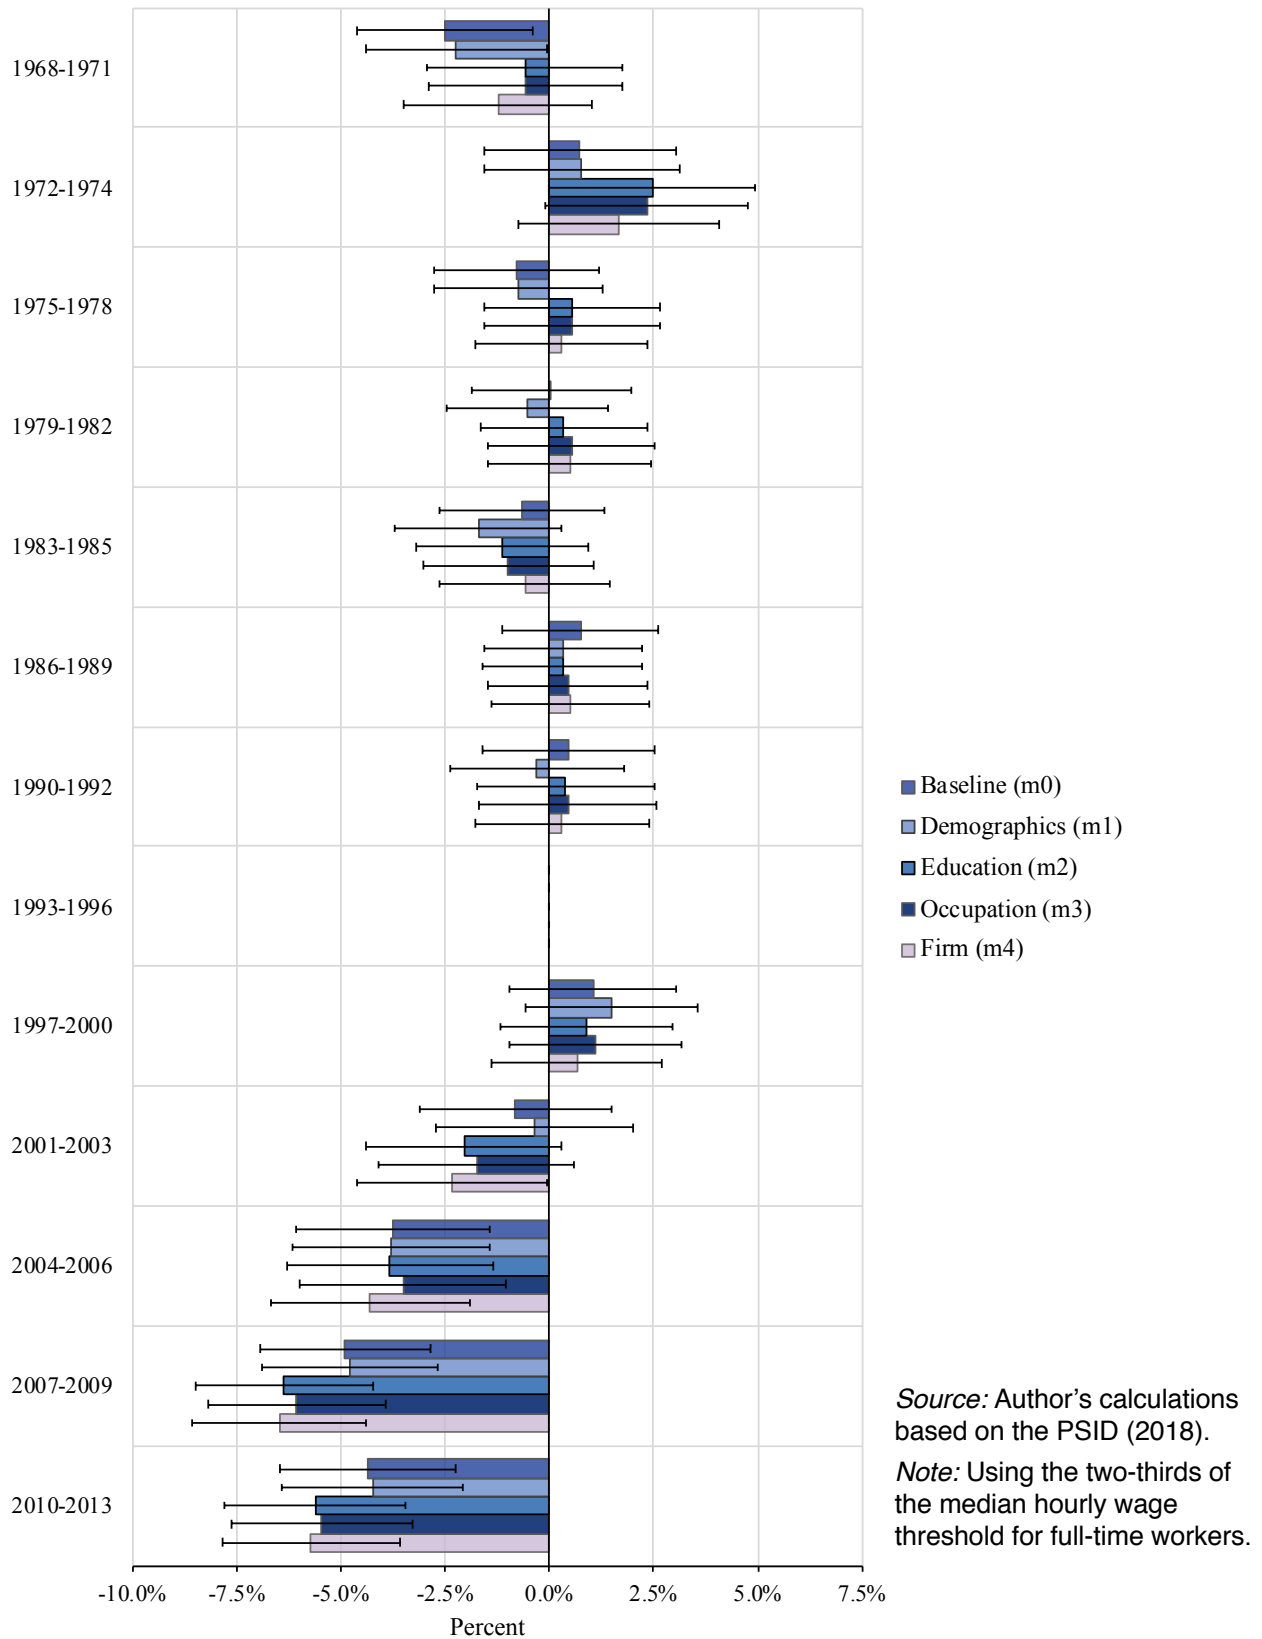 1968-1971
1972-1974
1975-1978
1979-1982
1983-1985
1986-1989
1990-1992
1993-1996
1997-2000
2001-2003
2004-2006
2007-2009
2010-2013
-10.0% -7.5% -5.0% -2.5% 0.0% 2.5% 5.0% 7.5%
Percent
Baseline (m0)
Demographics (m1)
Education (m2)
Occupation (m3)
Firm (m4)
Source: Author’s calculations
based on the PSID (2018).
Note: Using the two-thirds of
the median hourly wage
threshold for full-time workers.